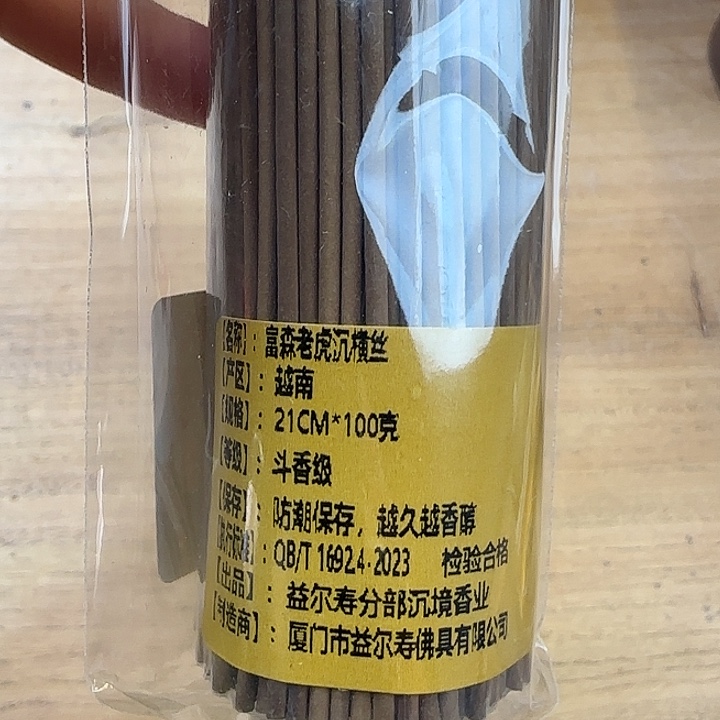 【名称】：富森老虎沉横丝
【产区】：越南
【规格】：21CM*100克
【等级】：斗香级
【保存】：防潮保存，越久越香醇
【执行标准】：QB/T 1692.4-2023 检验合格
【出品】：益尔寿分部沉境香业
【制造商】：厦门市益尔寿佛具有限公司